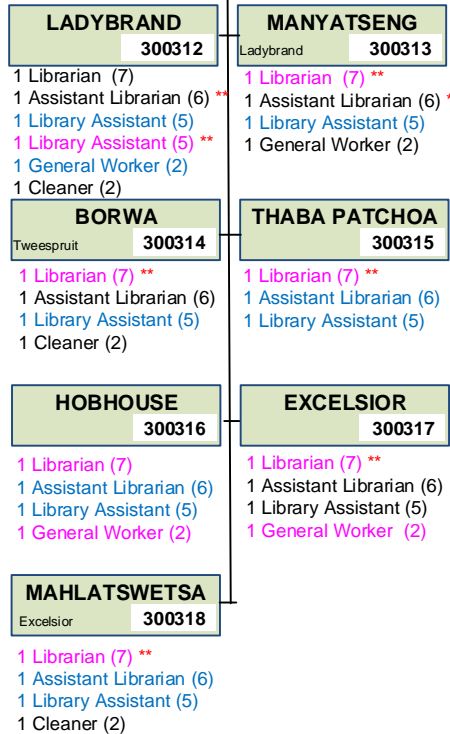 LADYBRAND
300312
1 Librarian (7)
1 Assistant Librarian (6) **
1 Library Assistant (5)
1 Library Assistant (5) **
1 General Worker (2)
1 Cleaner (2)
MANYATSENG
Ladybrand 300313
1 Librarian (7) **
1 Assistant Librarian (6) *
1 Library Assistant (5)
1 General Worker (2)
BORWA
Tweespruit 300314
1 Librarian (7) **
1 Assistant Librarian (6)
1 Library Assistant (5)
1 Cleaner (2)
THABA PATCHOA
300315
1 Librarian (7) **
1 Assistant Librarian (6)
1 Library Assistant (5)
HOBHOUSE
300316
1 Librarian (7)
1 Assistant Librarian (6)
1 Library Assistant (5)
1 General Worker (2)
EXCELSIOR
300317
1 Librarian (7) **
1 Assistant Librarian (6)
1 Library Assistant (5)
1 General Worker (2)
MAHLATSWETSA
Excelsior 300318
1 Librarian (7) **
1 Assistant Librarian (6)
1 Library Assistant (5)
1 Cleaner (2)